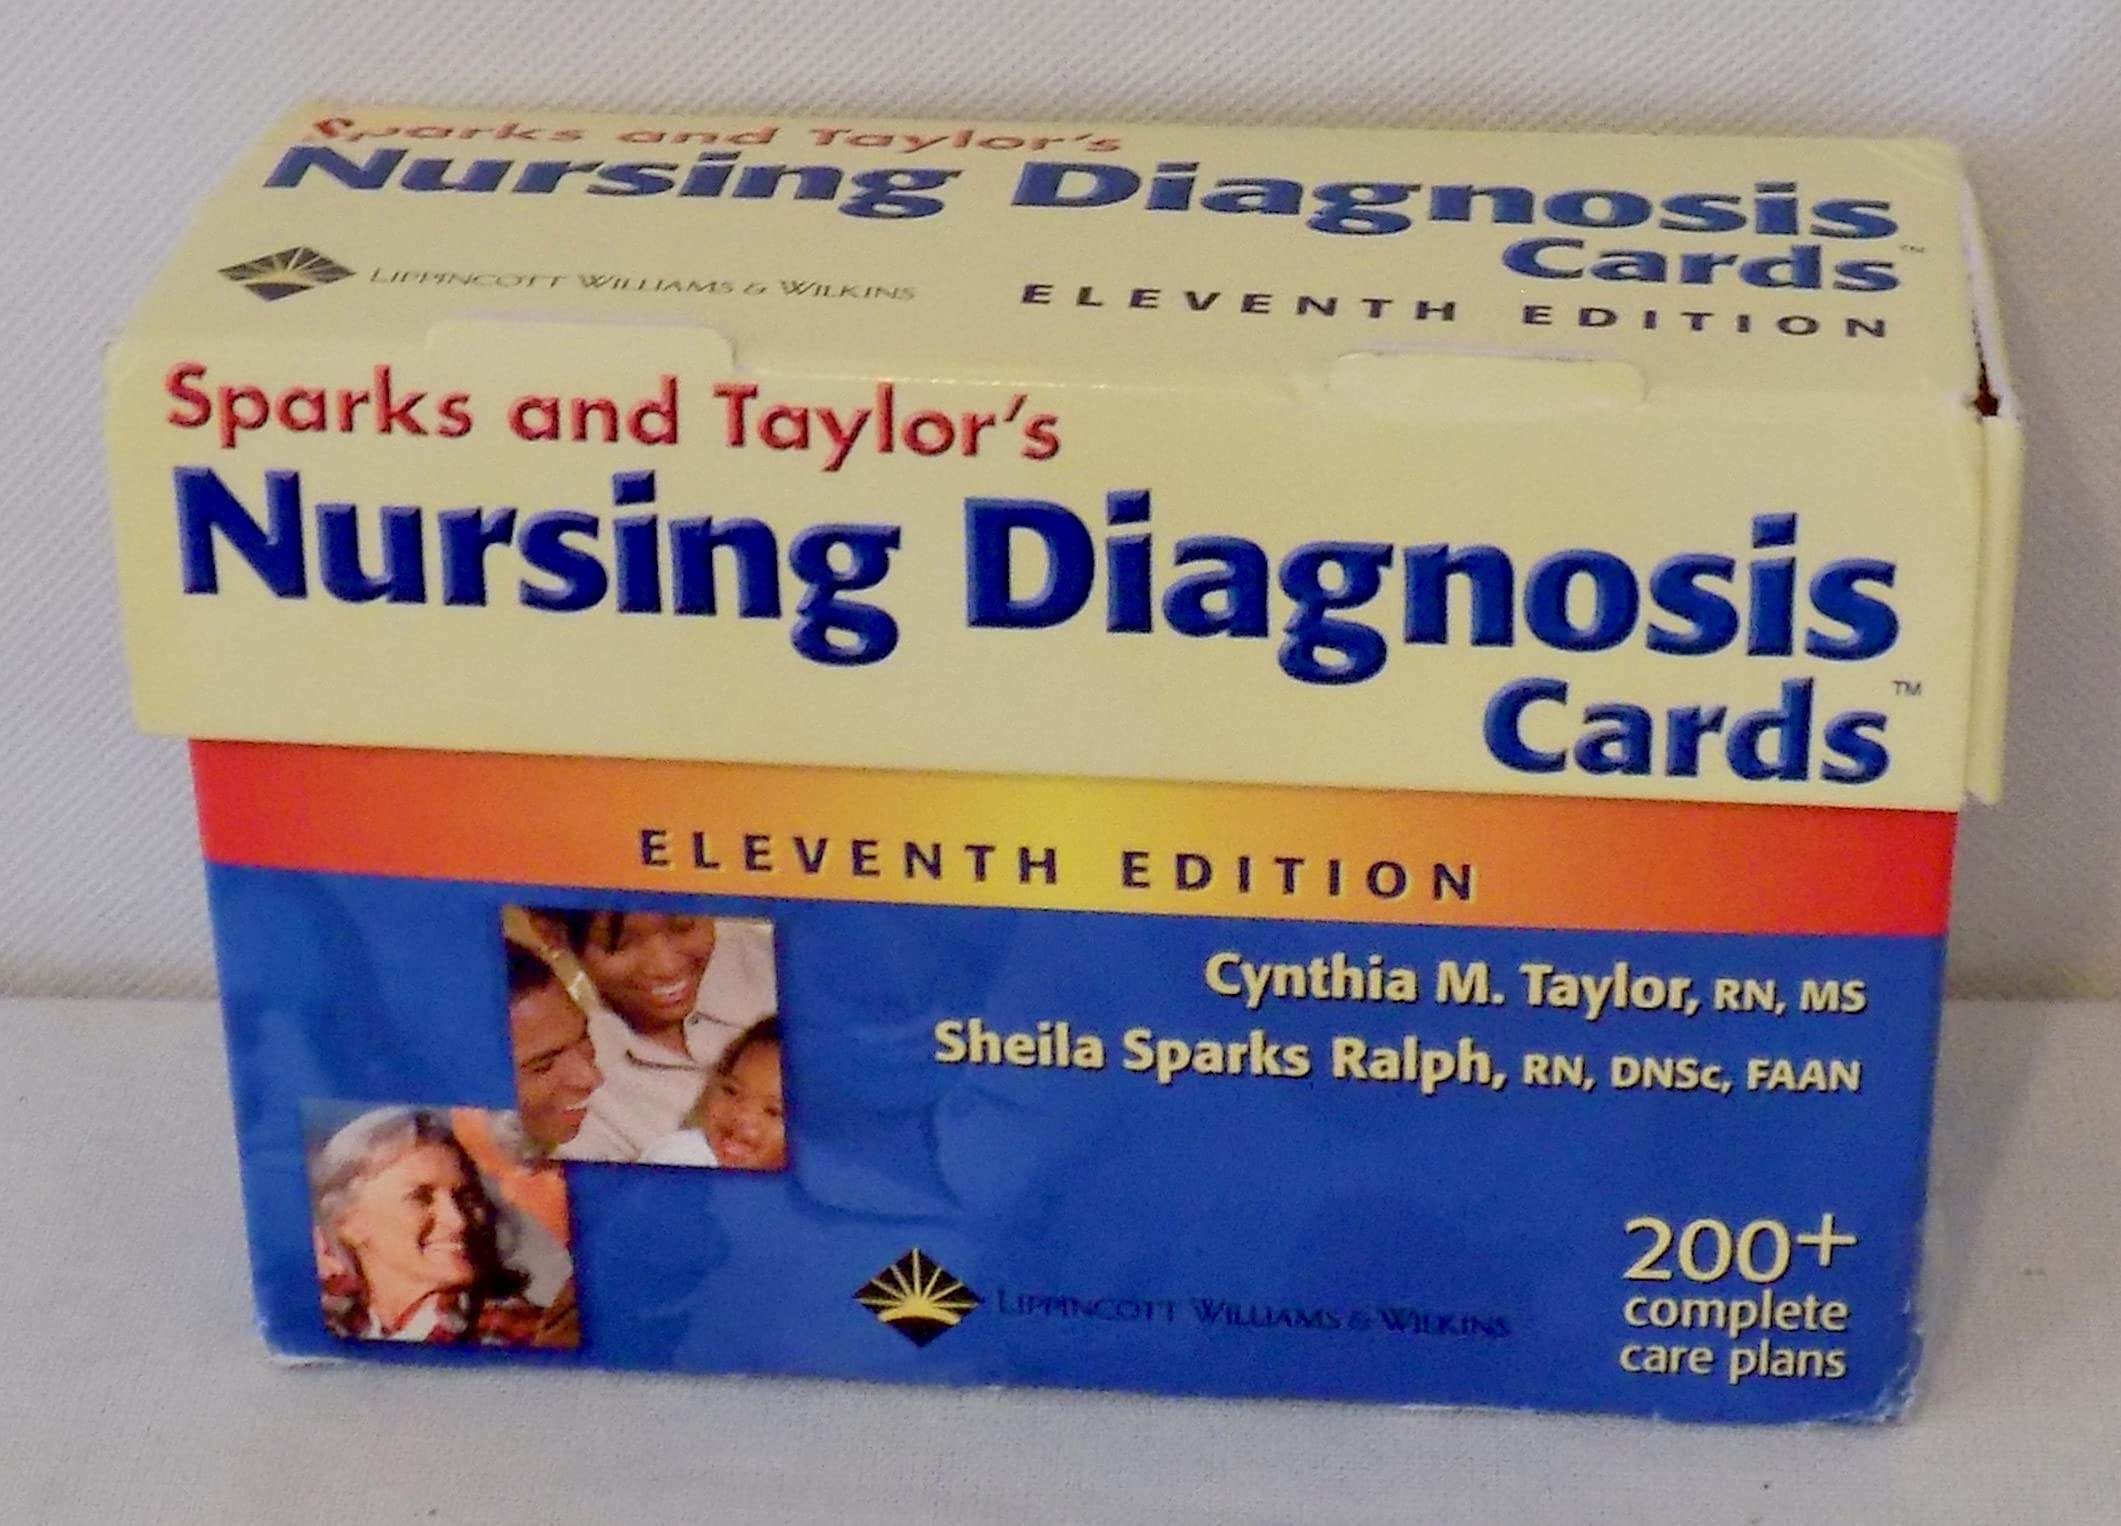 Sparks and Taylor's
Nursing Diagnosis
Cards™
LIPPINCOTT WILLIAMS & WILKINS
ELEVENTH EDITION
Sparks and Taylor's
Nursing Diagnosis
Cards™
ELEVENTH EDITION
Cynthia M. Taylor, RN, MS
Sheila Sparks Ralph, RN, DNSc, FAAN
LIPPINCOTT WILLIAMS & WILKINS
200+
complete
care plans